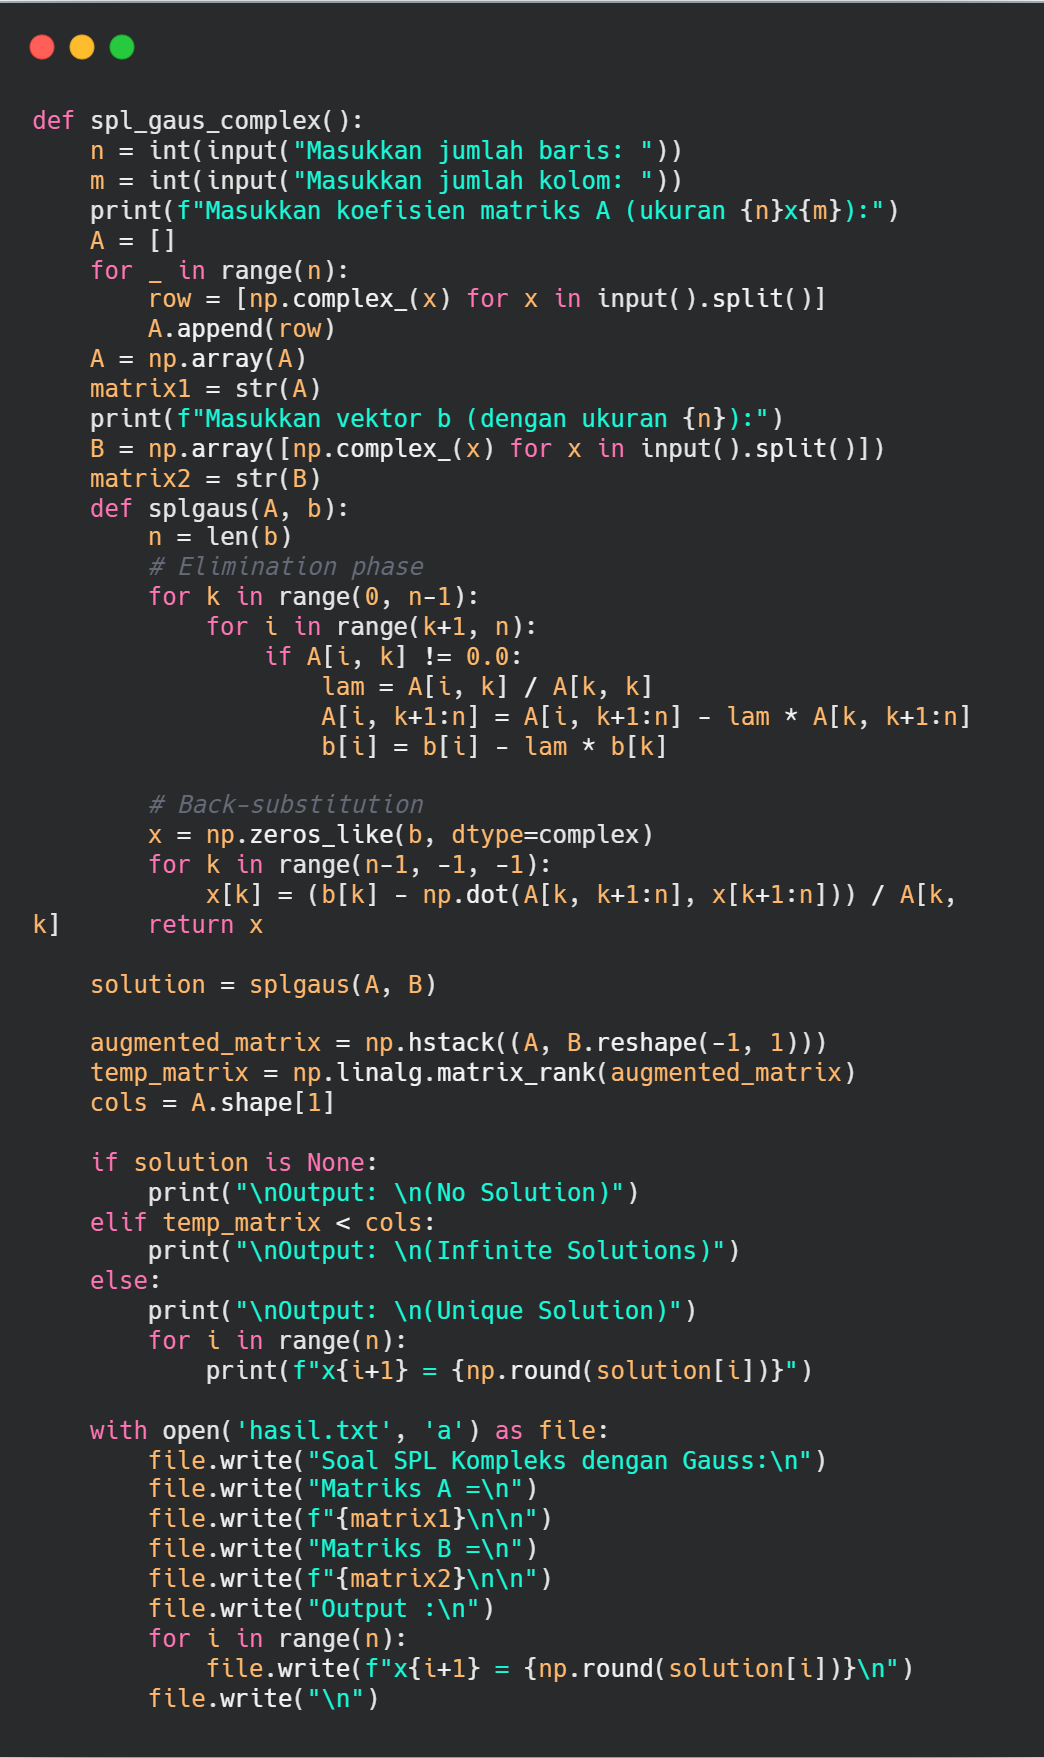 def spl_gaus_complex():
    n = int(input("Masukkan jumlah baris: "))
    m = int(input("Masukkan jumlah kolom: "))
    print(f"Masukkan koefisien matriks A (ukuran {n}x{m}):")
    A = []
    for _ in range(n):
        row = [np.complex_(x) for x in input().split()]
        A.append(row)
    A = np.array(A)
    matrix1 = str(A)
    print(f"Masukkan vektor b (dengan ukuran {n}):")
    B = np.array([np.complex_(x) for x in input().split()])
    matrix2 = str(B)
    def splgaus(A, b):
        n = len(b)
        # Elimination phase
        for k in range(0, n-1):
            for i in range(k+1, n):
                if A[i, k] != 0.0:
                    lam = A[i, k] / A[k, k]
                    A[i, k+1:n] = A[i, k+1:n] - lam * A[k, k+1:n]
                    b[i] = b[i] - lam * b[k]

        # Back-substitution
        x = np.zeros_like(b, dtype=complex)
        for k in range(n-1, -1, -1):
            x[k] = (b[k] - np.dot(A[k, k+1:n], x[k+1:n])) / A[k,
k]      return x

    solution = splgaus(A, B)

    augmented_matrix = np.hstack((A, B.reshape(-1, 1)))
    temp_matrix = np.linalg.matrix_rank(augmented_matrix)
    cols = A.shape[1]

    if solution is None:
        print("\nOutput: \n(No Solution)")
    elif temp_matrix < cols:
        print("\nOutput: \n(Infinite Solutions)")
    else:
        print("\nOutput: \n(Unique Solution)")
        for i in range(n):
            print(f"x{i+1} = {np.round(solution[i])}")

    with open('hasil.txt', 'a') as file:
        file.write("Soal SPL Kompleks dengan Gauss:\n")
        file.write("Matriks A =\n")
        file.write(f"{matrix1}\n\n")
        file.write("Matriks B =\n")
        file.write(f"{matrix2}\n\n")
        file.write("Output :\n")
        for i in range(n):
            file.write(f"x{i+1} = {np.round(solution[i])}\n")
        file.write("\n")